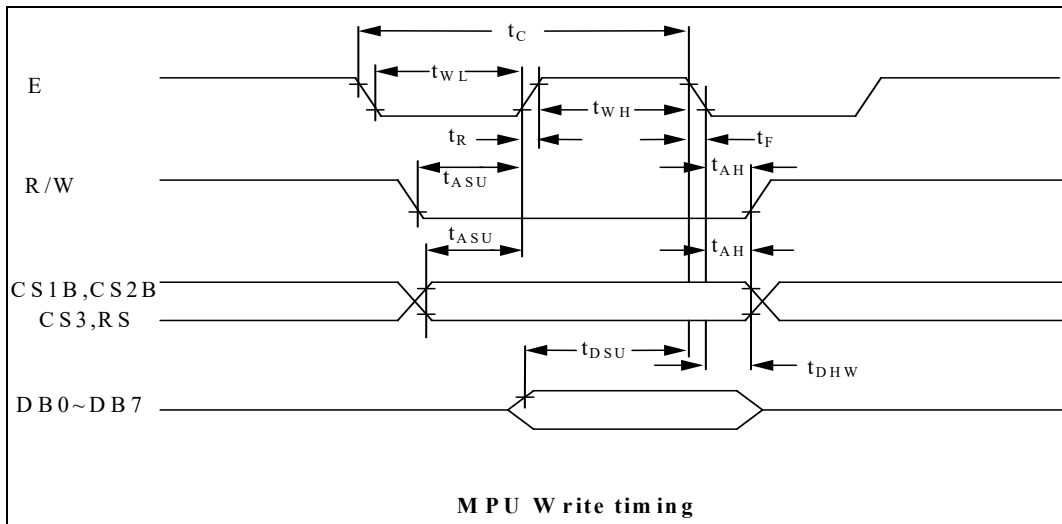 tC
E
tWL
tWH
tR
tF
R/W
tASU
tAH
tASU
tAH
CS1B,CS2B
CS3,RS
tDSU
tDHW
DB0~DB7
MPU Write timing